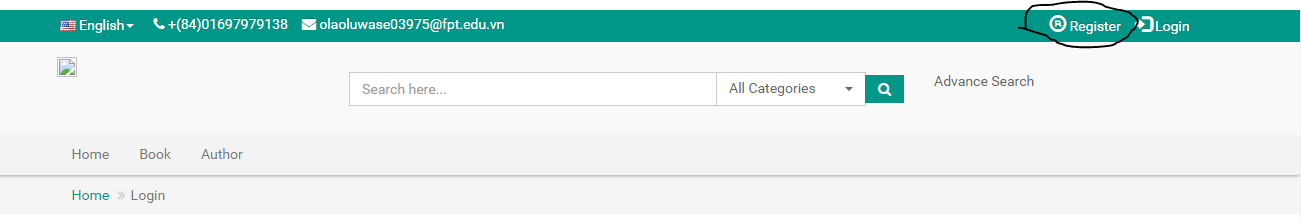 English +(84)01697979138 olaoluwase03975@fpt.edu.vn ® Register Login
Search here... All Categories Advance Search
Home Book Author
Home » Login